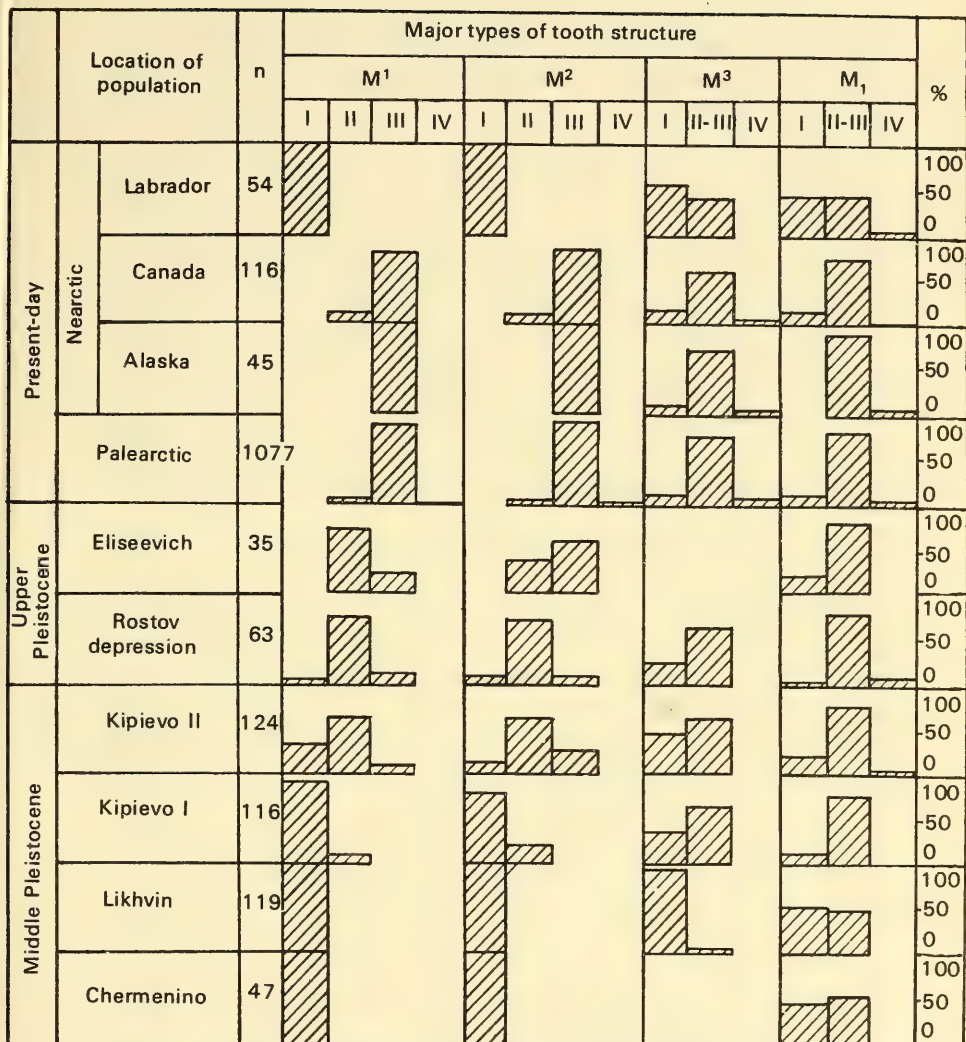 Major types of tooth structure
Location of population
n
M¹
M²
M³
M₁
%
I II III IV I II III IV I II-III IV I II-III IV
Present-day
Nearctic
Labrador 54
100
-50
0
Canada 116
100
-50
0
Alaska 45
100
-50
0
Palearctic 1077
100
-50
0
Upper Pleistocene
Eliseevich 35
100
-50
0
Rostov depression 63
100
-50
0
Middle Pleistocene
Kipievo II 124
100
-50
0
Kipievo I 116
100
-50
0
Likhvin 119
100
-50
0
Chermenino 47
100
-50
0